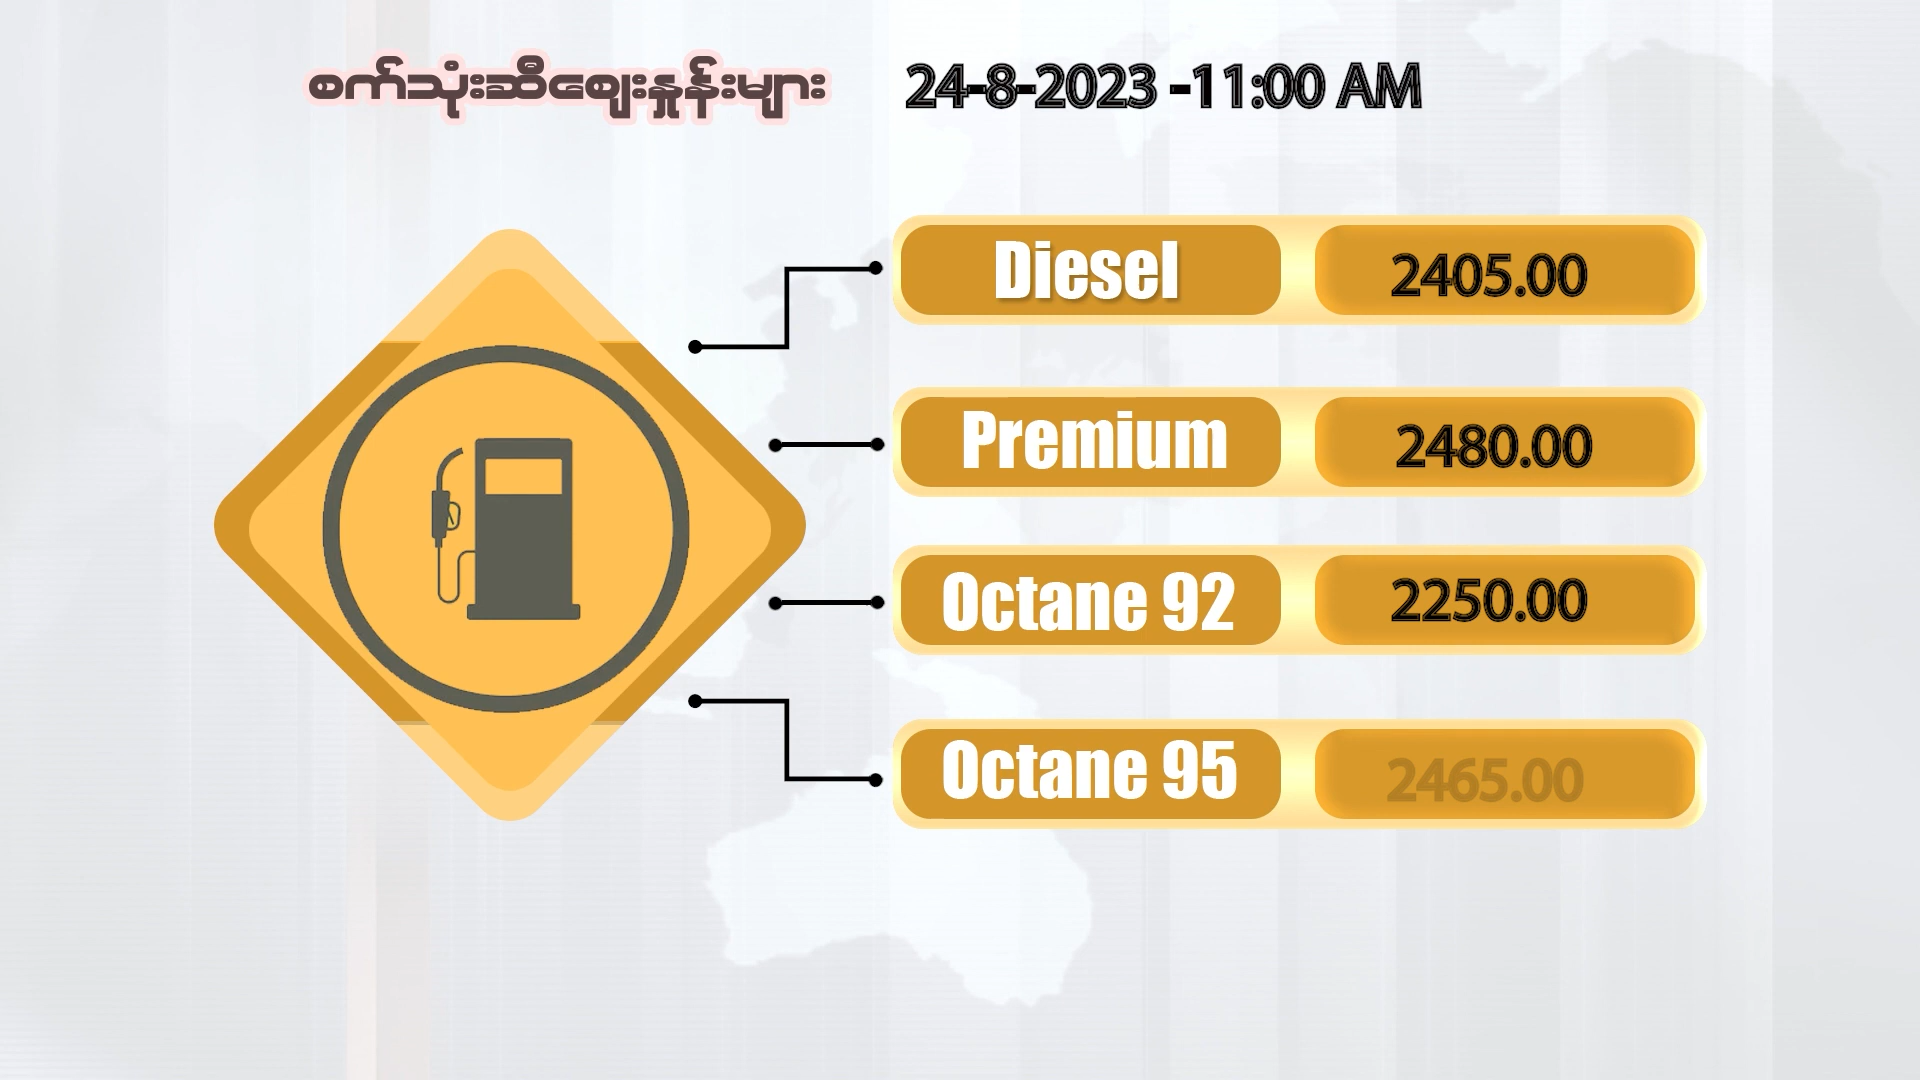 စက်သုံးဆီဈေးနှုန်းများ 24-8-2023 -11:00 AM
Diesel 2405.00
Premium 2480.00
Octane 92 2250.00
Octane 95 2465.00